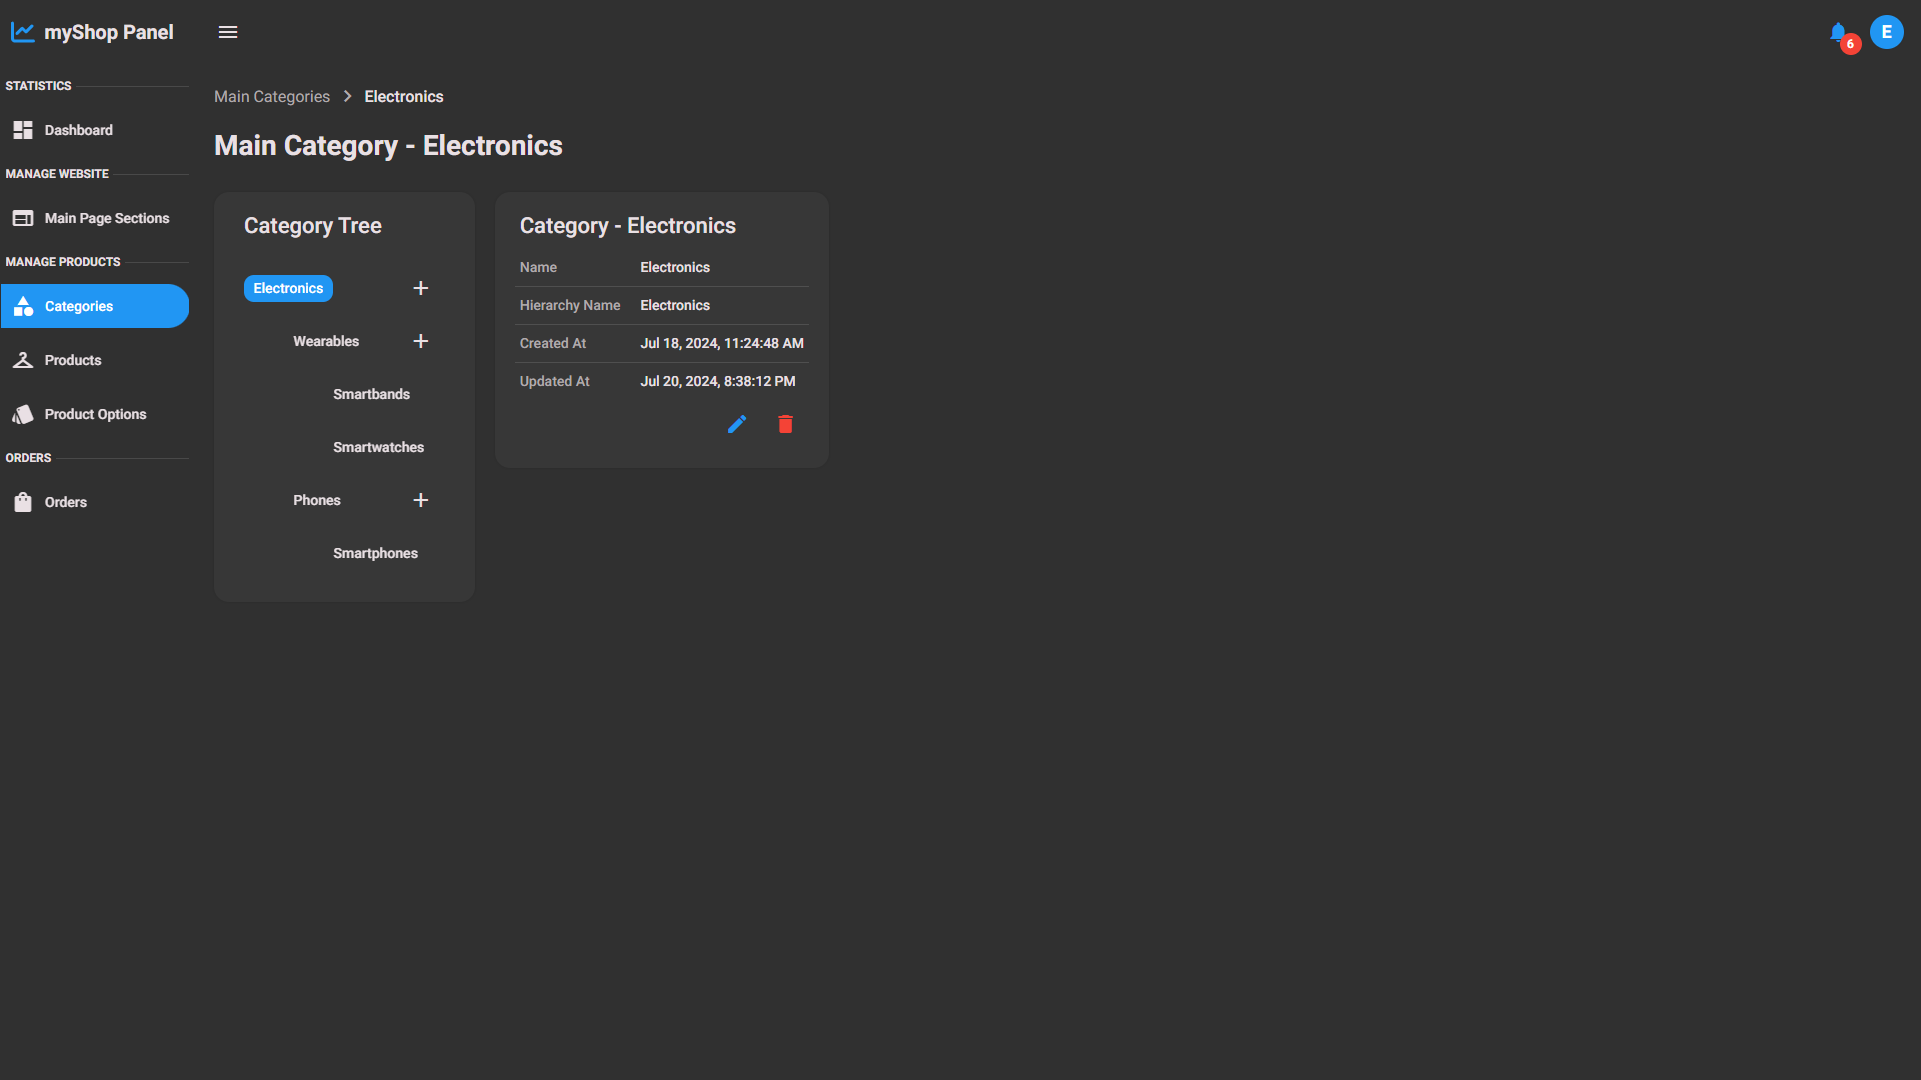 myShop Panel
6
E
STATISTICS
Dashboard
MANAGE WEBSITE
Main Page Sections
MANAGE PRODUCTS
Categories
Products
Product Options
ORDERS
Orders
Main Categories > Electronics
Main Category - Electronics
Category Tree
Electronics
Wearables
Smartbands
Smartwatches
Phones
Smartphones
Category - Electronics
Name Electronics
Hierarchy Name Electronics
Created At Jul 18, 2024, 11:24:48 AM
Updated At Jul 20, 2024, 8:38:12 PM